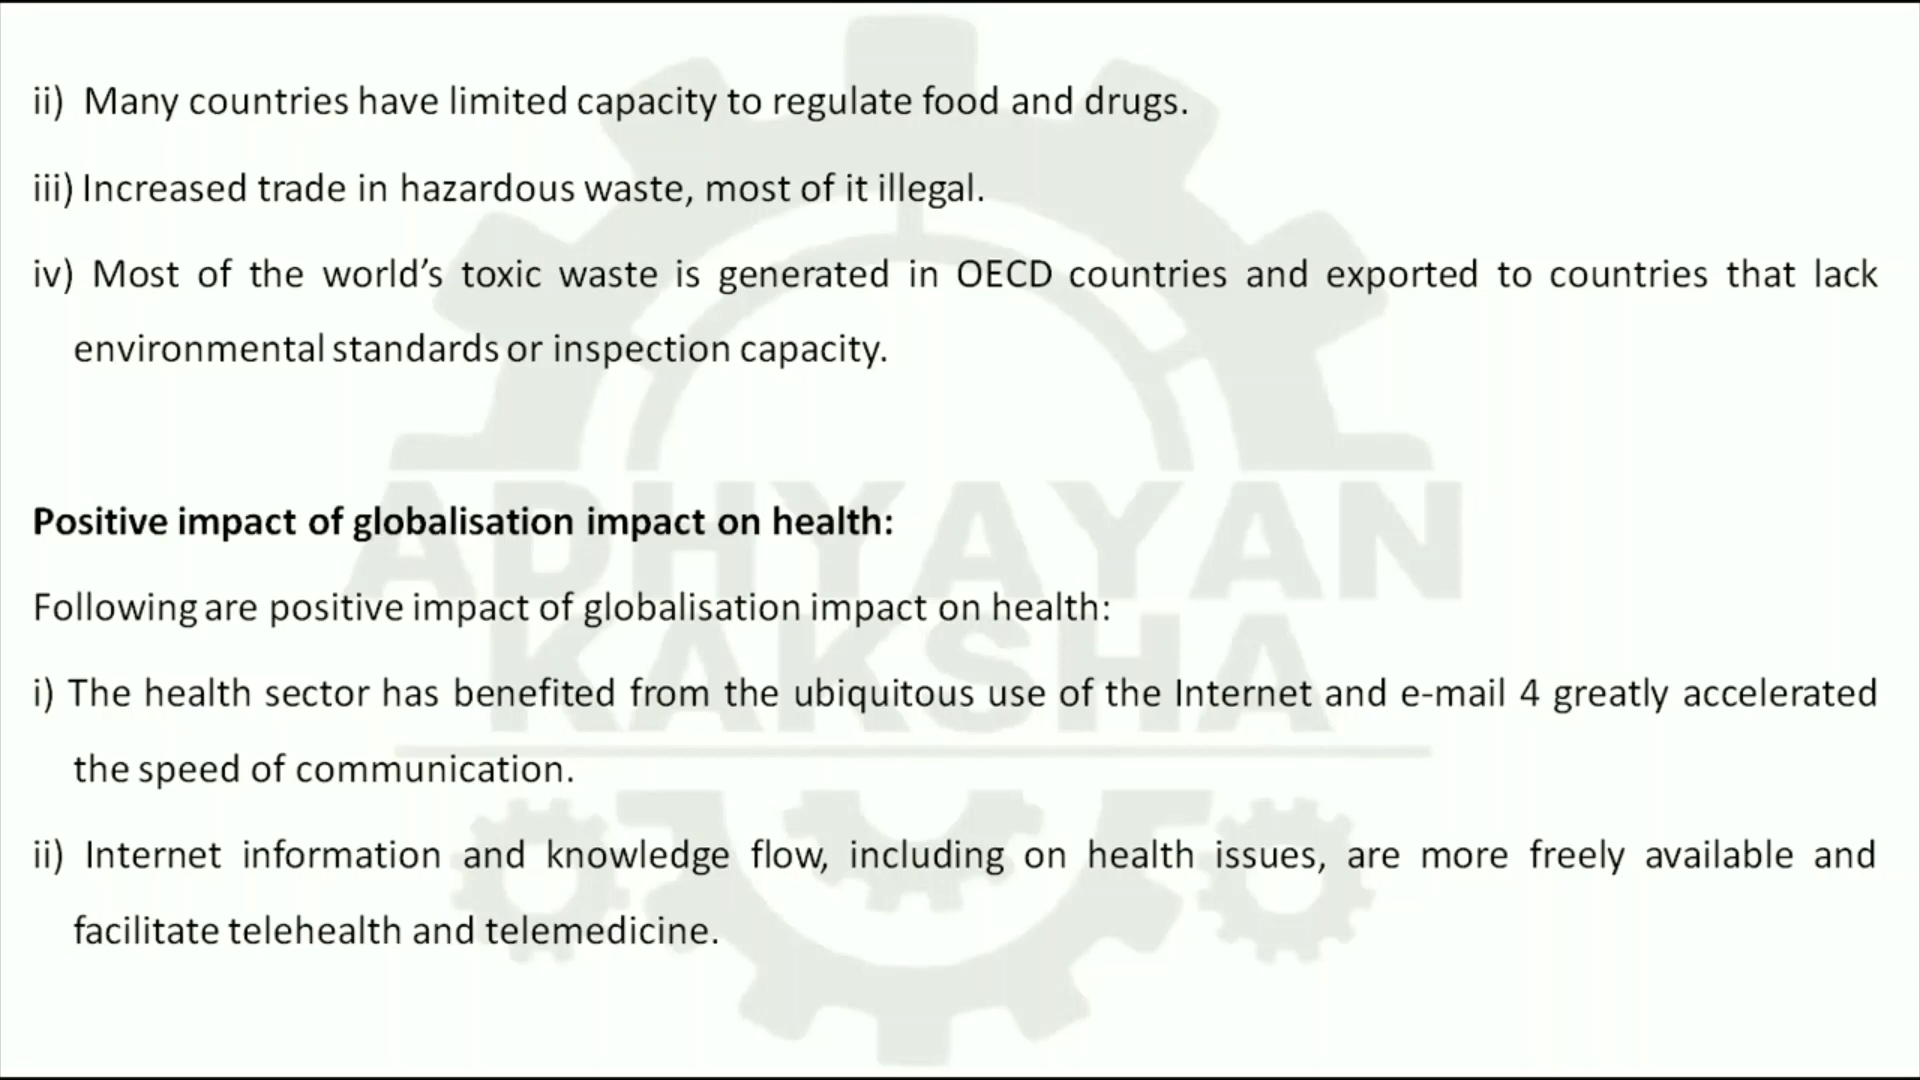 ii) Many countries have limited capacity to regulate food and drugs.
iii) Increased trade in hazardous waste, most of it illegal.
iv) Most of the world's toxic waste is generated in OECD countries and exported to countries that lack
environmental standards or inspection capacity.
Positive impact of globalisation impact on health:
Following are positive impact of globalisation impact on health:
i) The health sector has benefited from the ubiquitous use of the Internet and e-mail 4 greatly accelerated
the speed of communication.
ii) Internet information and knowledge flow, including on health issues, are more freely available and
facilitate telehealth and telemedicine.
ADHYAYAN
KAKSHA